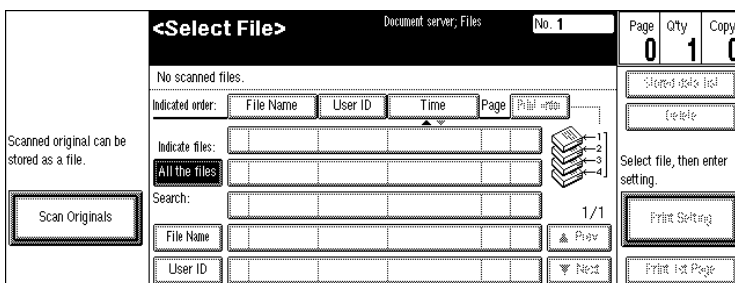 <Select File>
Document server; Files
No. 1
Page
Q'ty
Copy
0
1
0
No scanned files.
Stored data list
Indicated order:
File Name
User ID
Time
Page
Print order
Delete
Scanned original can be
stored as a file.
Indicate files:
1
2
3
4
All the files
Select file, then enter
setting.
Search:
1/1
Scan Originals
Print Setting
File Name
▲ Prev
User ID
▼ Next
Print 1st Page